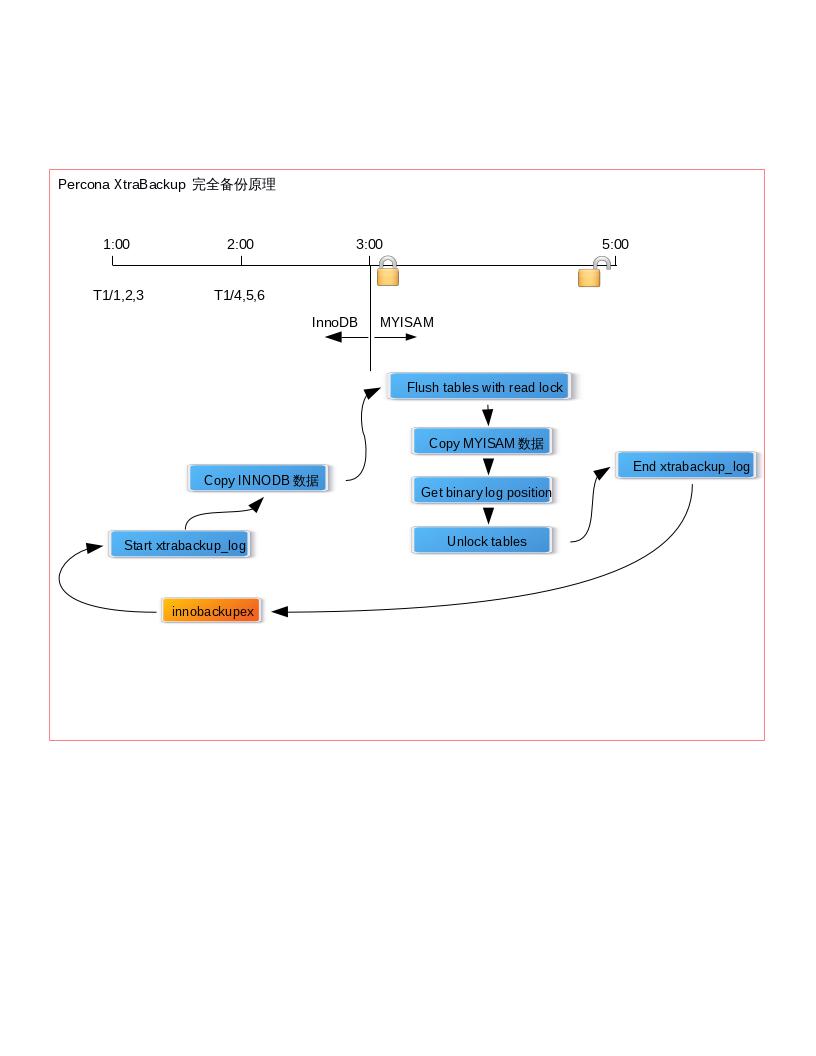 Percona XtraBackup 完全备份原理
1:00 2:00 3:00 5:00
T1/1,2,3 T1/4,5,6
InnoDB MYISAM
Flush tables with read lock
Copy MYISAM 数据
End xtrabackup_log
Copy INNODB 数据
Get binary log position
Unlock tables
Start xtrabackup_log
innobackupex